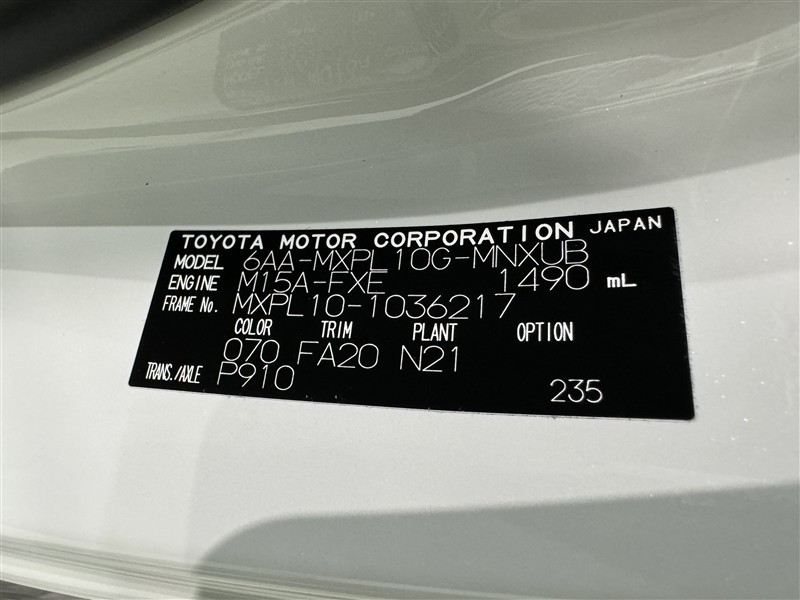 TOYOTA MOTOR CORPORATION JAPAN
MODEL 6AA-MXPL10G-MNXUB
ENGINE M15A-FXE 1490 mL
FRAME No. MXPL10-1036217
COLOR TRIM PLANT OPTION
070 FA20 N21
TRANS./AXLE P910
235